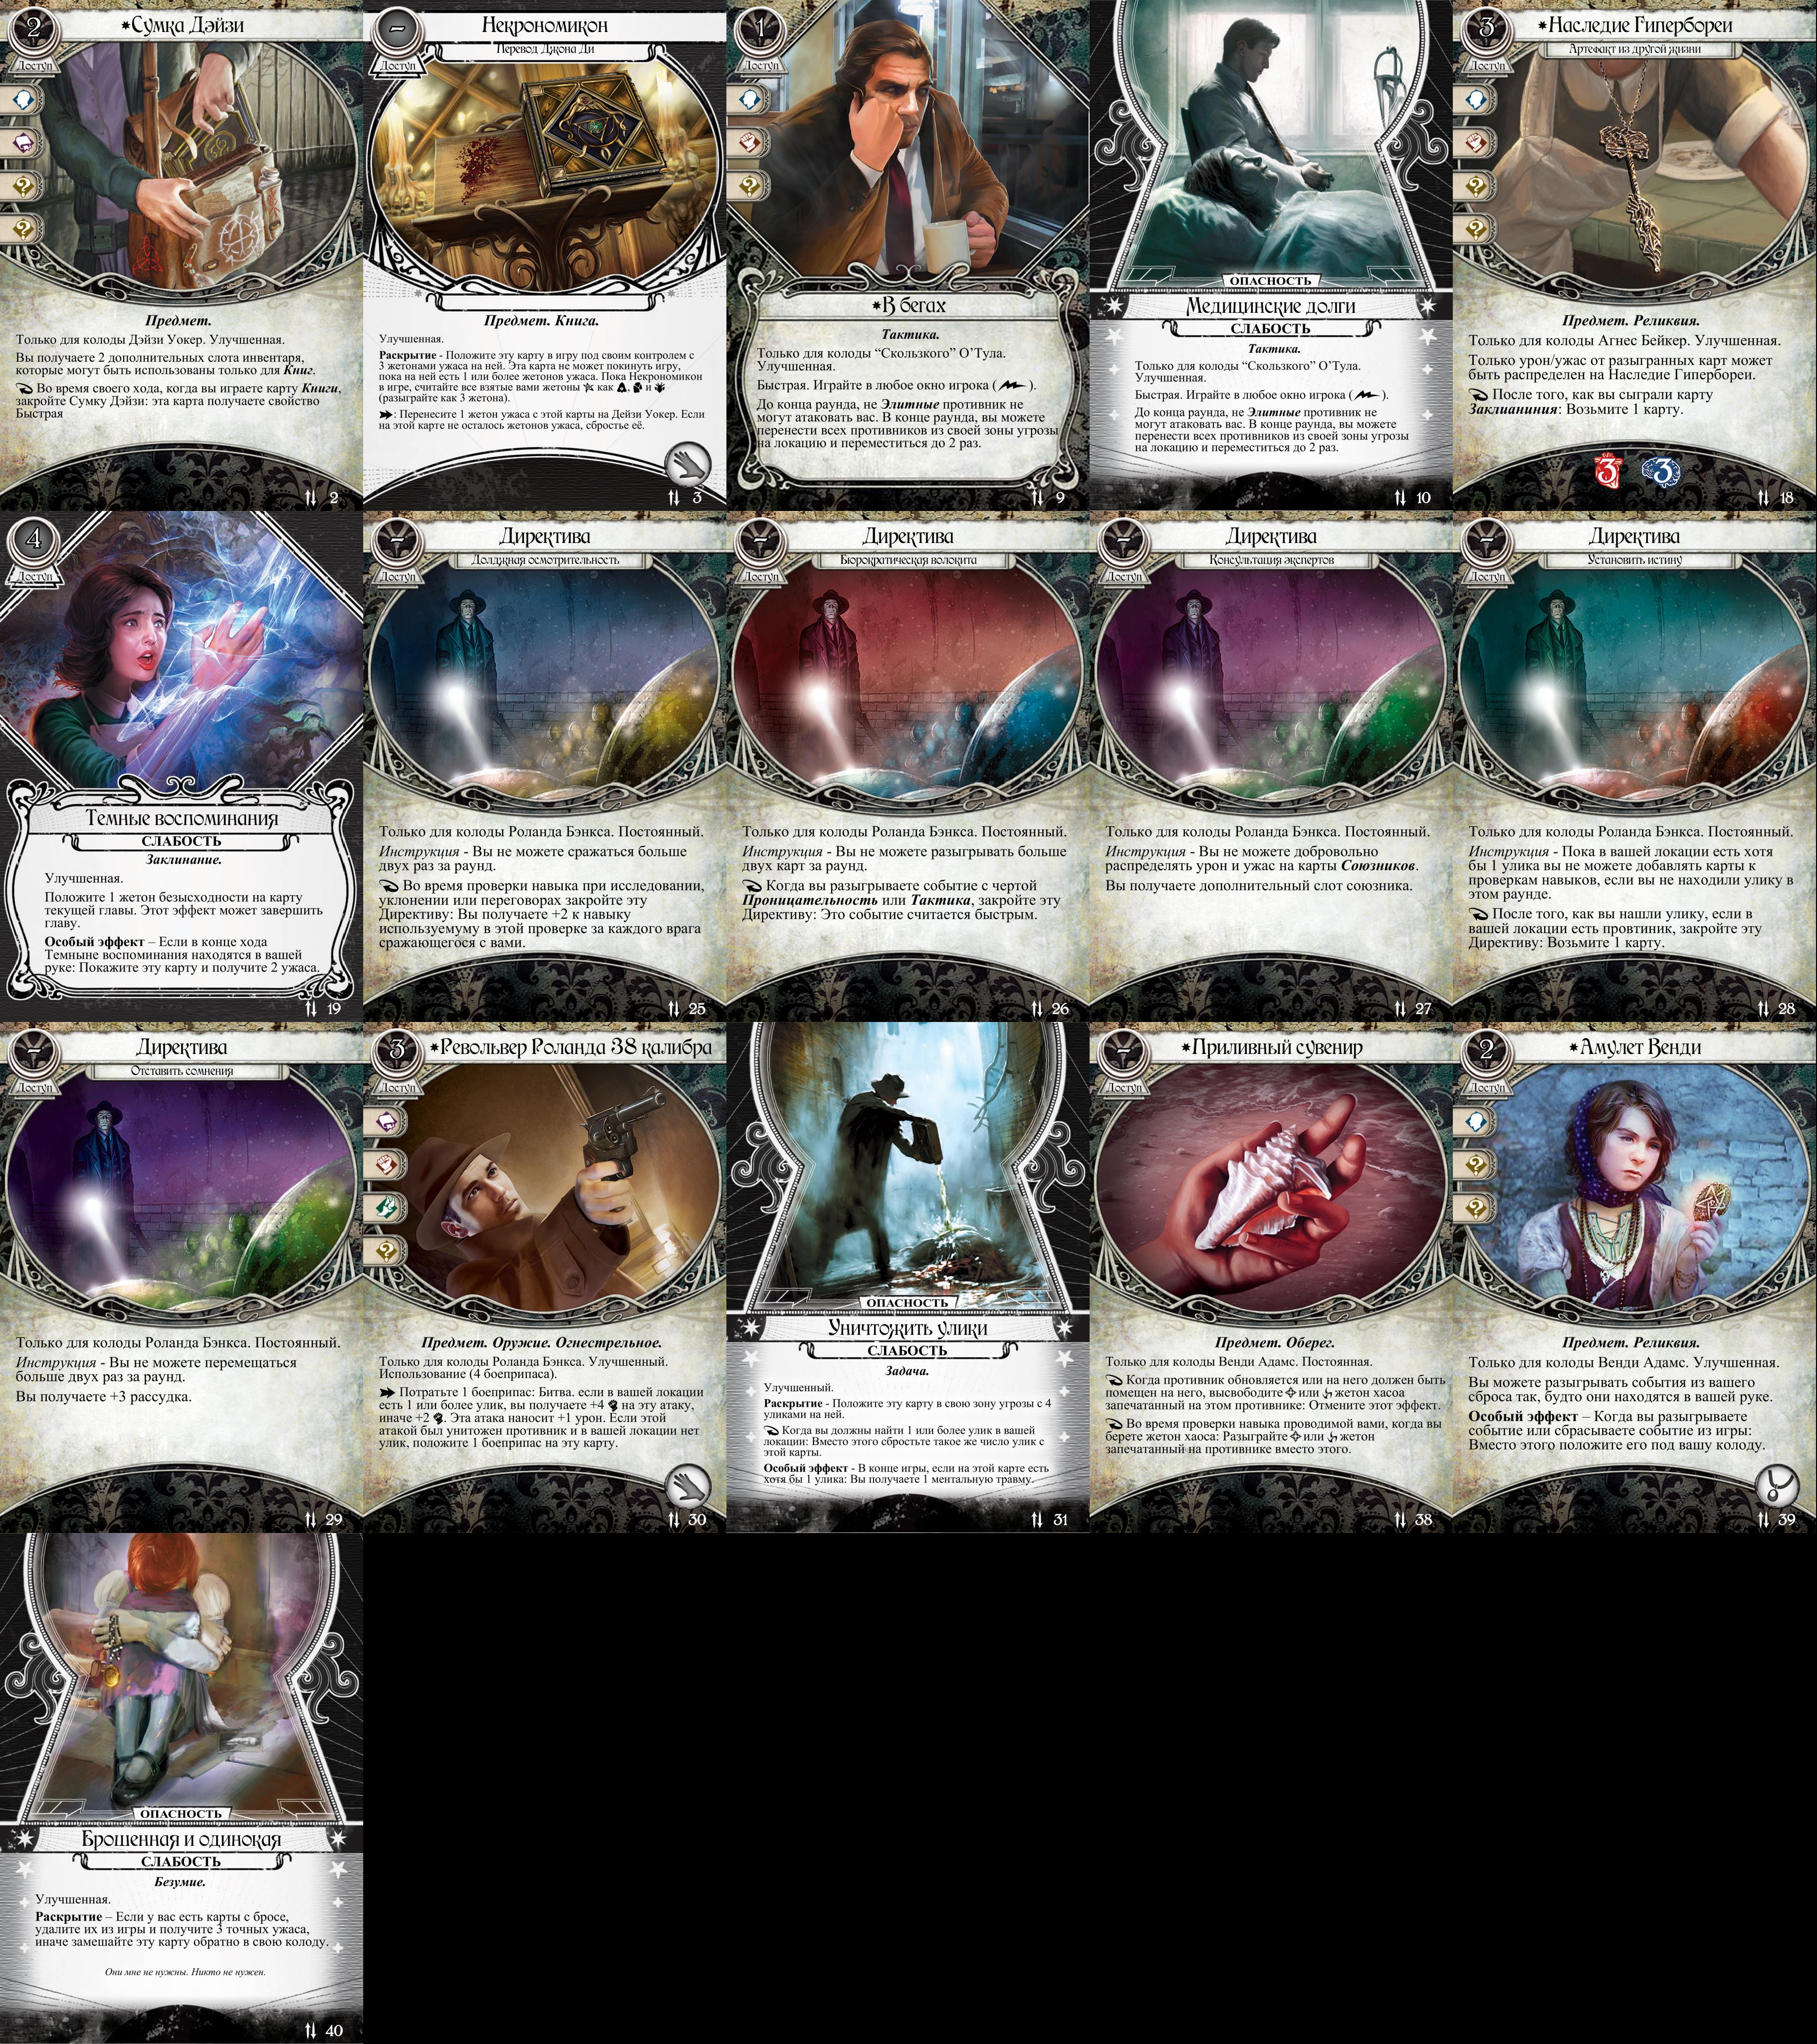 2
*Сумка Дэйзи
Доступ
Предмет.
Только для колоды Дэйзи Уокер. Улучшенная.
Вы получаете 2 дополнительных слота инвентаря,
которые могут быть использованы только для Книг.
Во время своего хода, когда вы играете карту Книги,
закройте Сумку Дэйзи: эта карта получаете свойство
Быстрая
2
-
Некрономикон
Перевод Джона Ди
Доступ
Предмет. Книга.
Улучшенная.
Раскрытие - Положите эту карту в игру под своим контролем с
3 жетонами ужаса на ней. Эта карта не может покинуть игру,
пока на ней есть 1 или более жетонов ужаса. Пока Некрономикон
в игре, считайте все взятые вами жетоны как , и
(разыграйте как 3 жетона).
: Перенесите 1 жетон ужаса с этой карты на Дейзи Уокер. Если
на этой карте не осталось жетонов ужаса, сбростье её.
3
1
Доступ
*В бегах
Тактика.
Только для колоды “Скользкого” О’Тула.
Улучшенная.
Быстрая. Играйте в любое окно игрока ( ).
До конца раунда, не Элитные противник не
могут атаковать вас. В конце раунда, вы можете
перенести всех противников из своей зоны угрозы
на локацию и переместиться до 2 раз.
9
ОПАСНОСТЬ
Медицинские долги
СЛАБОСТЬ
Тактика.
Только для колоды “Скользкого” О’Тула.
Улучшенная.
Быстрая. Играйте в любое окно игрока ( ).
До конца раунда, не Элитные противник не
могут атаковать вас. В конце раунда, вы можете
перенести всех противников из своей зоны угрозы
на локацию и переместиться до 2 раз.
10
3
*Наследие Гипербореи
Артефакт из другой жизни
Доступ
Предмет. Реликвия.
Только для колоды Агнес Бейкер. Улучшенная.
Только урон/ужас от разыгранных карт может
быть распределен на Наследие Гипербореи.
После того, как вы сыграли карту
Заклианиния: Возьмите 1 карту.
3 3
18
4
Доступ
Темные воспоминания
СЛАБОСТЬ
Заклинание.
Улучшенная.
Положите 1 жетон безысходности на карту
текущей главы. Этот эффект может завершить
главу.
Особый эффект – Если в конце хода
Темныне воспоминания находятся в вашей
руке: Покажите эту карту и получите 2 ужаса.
19
-
Директива
Должная осмотрительность
Доступ
Только для колоды Роланда Бэнкса. Постоянный.
Инструкция - Вы не можете сражаться больше
двух раз за раунд.
Во время проверки навыка при исследовании,
уклонении или переговорах закройте эту
Директиву: Вы получаете +2 к навыку
используемуму в этой проверке за каждого врага
сражающегося с вами.
25
-
Директива
Бюрократическая волокита
Доступ
Только для колоды Роланда Бэнкса. Постоянный.
Инструкция - Вы не можете разыгрывать больше
двух карт за раунд.
Когда вы разыгрываете событие с чертой
Проницательность или Тактика, закройте эту
Директиву: Это событие считается быстрым.
26
-
Директива
Консультация экспертов
Доступ
Только для колоды Роланда Бэнкса. Постоянный.
Инструкция - Вы не можете добровольно
распределять урон и ужас на карты Союзников.
Вы получаете дополнительный слот союзника.
27
-
Директива
Установить истину
Доступ
Только для колоды Роланда Бэнкса. Постоянный.
Инструкция - Пока в вашей локации есть хотя
бы 1 улика вы не можете добавлять карты к
проверкам навыков, если вы не находили улику в
этом раунде.
После того, как вы нашли улику, если в
вашей локации есть провтиник, закройте эту
Директиву: Возьмите 1 карту.
28
-
Директива
Отставить сомнения
Доступ
Только для колоды Роланда Бэнкса. Постоянный.
Инструкция - Вы не можете перемещаться
больше двух раз за раунд.
Вы получаете +3 рассудка.
29
3
*Револьвер Роланда 38 калибра
Доступ
Предмет. Оружие. Огнестрельное.
Только для колоды Роланда Бэнкса. Улучшенный.
Использование (4 боеприпаса).
Потратьте 1 боеприпас: Битва. если в вашей локации
есть 1 или более улик, вы получаете +4 на эту атаку,
иначе +2 . Эта атака наносит +1 урон. Если этой
атакой был уничтожен противник и в вашей локации нет
улик, положите 1 боеприпас на эту карту.
30
ОПАСНОСТЬ
Уничтожить улики
СЛАБОСТЬ
Задача.
Улучшенный.
Раскрытие - Положите эту карту в свою зону угрозы с 4
уликами на ней.
Когда вы должны найти 1 или более улик в вашей
локации: Вместо этого сбростьте такое же число улик с
этой карты.
Особый эффект - В конце игры, если на этой карте есть
хотя бы 1 улика: Вы получаете 1 ментальную травму.
31
-
*Приливный сувенир
Доступ
Предмет. Оберег.
Только для колоды Венди Адамс. Постоянная.
Когда противник обновляется или на него должен быть
помещен на него, высвободите или жетон хасоа
запечатанный на этом противнике: Отмените этот эффект.
Во время проверки навыка проводимой вами, когда вы
берете жетон хаоса: Разыграйте или жетон
запечатанный на противнике вместо этого.
38
2
*Амулет Венди
Доступ
Предмет. Реликвия.
Только для колоды Венди Адамс. Улучшенная.
Вы можете разыгрывать события из вашего
сброса так, будто они находятся в вашей руке.
Особый эффект – Когда вы разыгрываете
событие или сбрасываете событие из игры:
Вместо этого положите его под вашу колоду.
39
ОПАСНОСТЬ
Брошенная и одинокая
СЛАБОСТЬ
Безумие.
Улучшенная.
Раскрытие – Если у вас есть карты с бросе,
удалите их из игры и получите 3 точных ужаса,
иначе замешайте эту карту обратно в свою колоду.
Они мне не нужны. Никто не нужен.
40